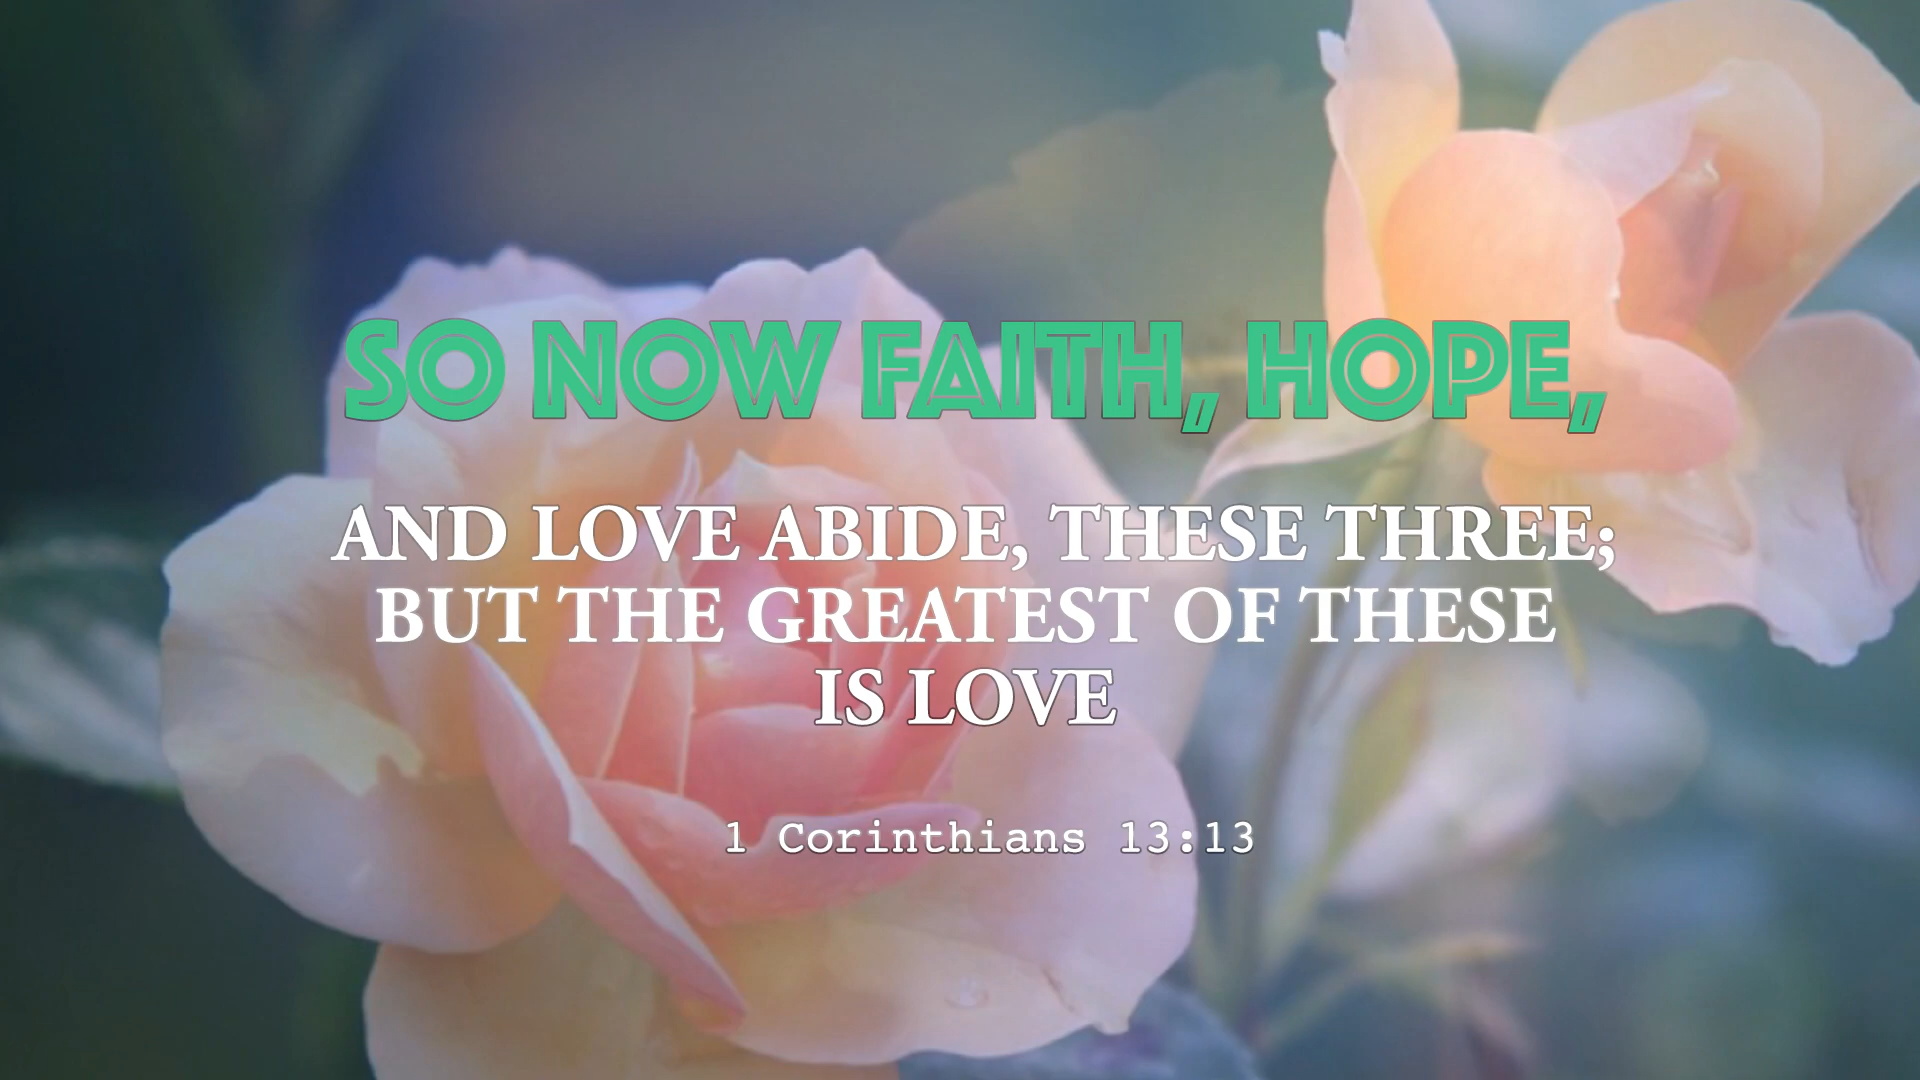 SO NOW FAITH, HOPE,
AND LOVE ABIDE, THESE THREE;
BUT THE GREATEST OF THESE
IS LOVE
1 Corinthians 13:13